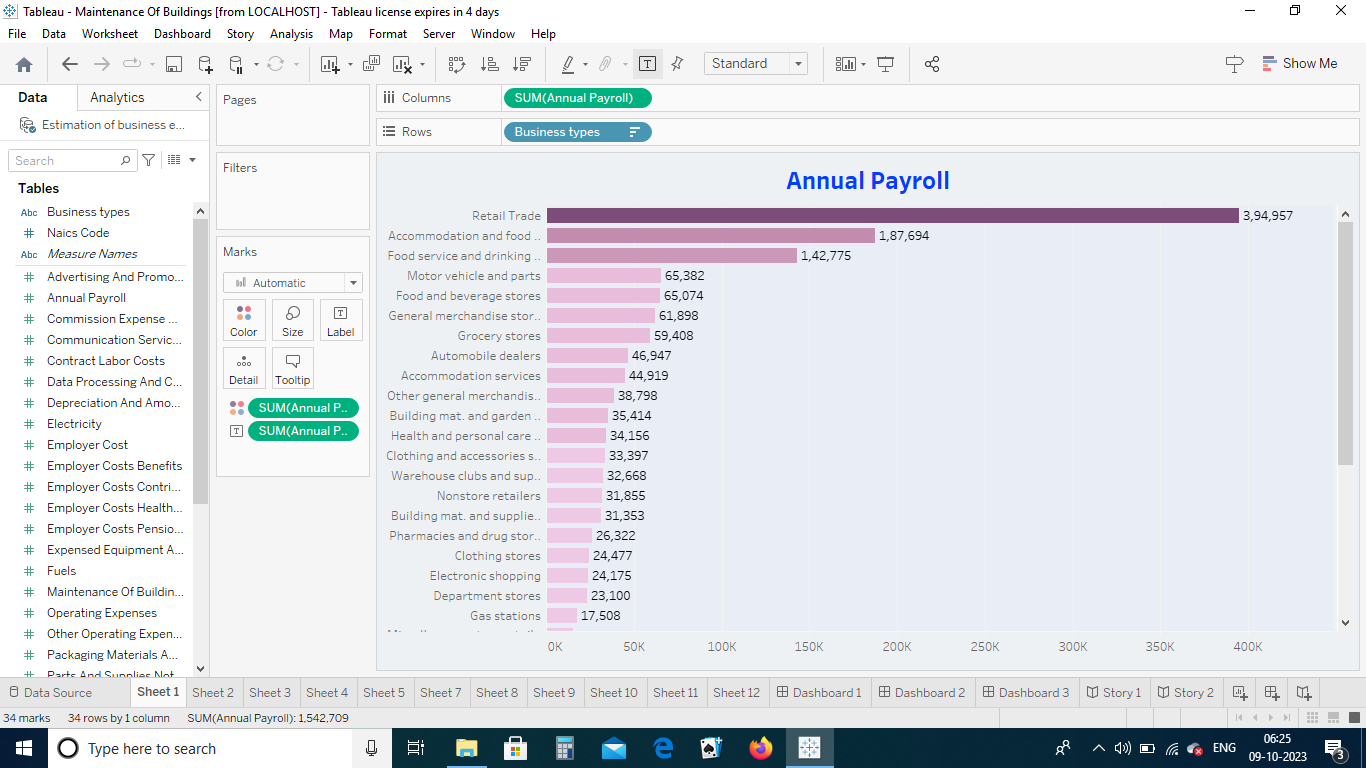 Tableau - Maintenance Of Buildings [from LOCALHOST] - Tableau license expires in 4 days
File Data Worksheet Dashboard Story Analysis Map Format Server Window Help
Standard
Show Me
Data Analytics
Estimation of business e...
Search
Tables
Abc Business types
Naics Code
Abc Measure Names
Advertising And Promo...
Annual Payroll
Commission Expense ...
Communication Servic...
Contract Labor Costs
Data Processing And C...
Depreciation And Amo...
Electricity
Employer Cost
Employer Costs Benefits
Employer Costs Contri...
Employer Costs Health...
Employer Costs Pensio...
Expensed Equipment A...
Fuels
Maintenance Of Buildin...
Operating Expenses
Other Operating Expen...
Packaging Materials A...
Parts And Supplies Not
Pages
Filters
Marks
Automatic
Color Size Label
Detail Tooltip
SUM(Annual P..
SUM(Annual P..
Columns SUM(Annual Payroll)
Rows Business types
Annual Payroll
Retail Trade 3,94,957
Accommodation and food .. 1,87,694
Food service and drinking .. 1,42,775
Motor vehicle and parts 65,382
Food and beverage stores 65,074
General merchandise stor.. 61,898
Grocery stores 59,408
Automobile dealers 46,947
Accommodation services 44,919
Other general merchandis.. 38,798
Building mat. and garden .. 35,414
Health and personal care .. 34,156
Clothing and accessories s.. 33,397
Warehouse clubs and sup.. 32,668
Nonstore retailers 31,855
Building mat. and supplie.. 31,353
Pharmacies and drug stor.. 26,322
Clothing stores 24,477
Electronic shopping 24,175
Department stores 23,100
Gas stations 17,508
0K 50K 100K 150K 200K 250K 300K 350K 400K
Data Source Sheet 1 Sheet 2 Sheet 3 Sheet 4 Sheet 5 Sheet 6 Sheet 7 Sheet 8 Sheet 9 Sheet 10 Sheet 11 Sheet 12 Dashboard 1 Dashboard 2 Dashboard 3 Story 1 Story 2
34 marks 34 rows by 1 column SUM(Annual Payroll): 1,542,709
Type here to search
ENG
06:25
09-10-2023
3